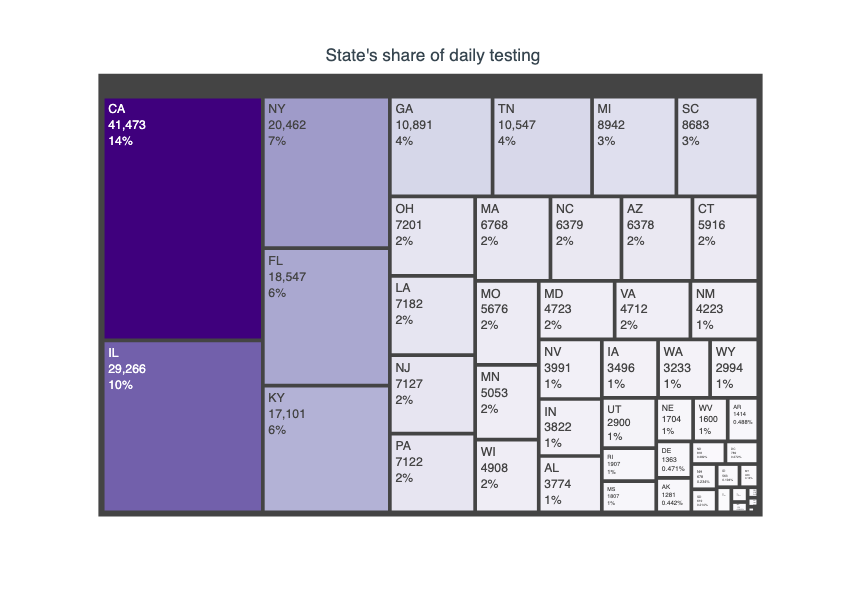 State's share of daily testing
CA
41,473
14%
IL
29,266
10%
NY
20,462
7%
FL
18,547
6%
KY
17,101
6%
GA
10,891
4%
TN
10,547
4%
MI
8942
3%
SC
8683
3%
OH
7201
2%
LA
7182
2%
NJ
7127
2%
PA
7122
2%
MA
6768
2%
NC
6379
2%
AZ
6378
2%
CT
5916
2%
MO
5676
2%
MN
5053
2%
WI
4908
2%
MD
4723
2%
VA
4712
2%
NM
4223
1%
NV
3991
1%
IN
3822
1%
AL
3774
1%
IA
3496
1%
WA
3233
1%
WY
2994
1%
UT
2900
1%
RI
1907
1%
MS
1807
1%
NE
1704
1%
WV
1600
1%
AR
1414
0.488%
DE
1363
0.471%
AK
1281
0.442%